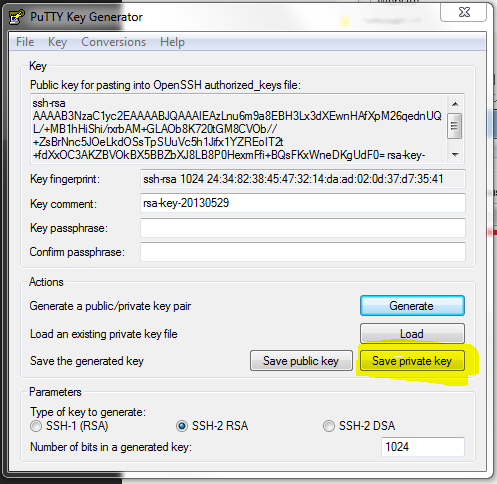 PuTTY Key Generator
File Key Conversions Help
Key
Public key for pasting into OpenSSH authorized_keys file:
ssh-rsa
AAAAB3NzaC1yc2EAAAABJQAAAIEAzLnu6m9a8EBH3Lx3dXEwnHAfXpM26qednUQ
L/+MB1hHiShi/rxrbAM+GLAOb8K720tGM8CVOb//
+ZsBrNnc5JOeLkdOSsTpSUuVc5h1Jifx1YZREoIT2t
+fdXxOC3AKZBVOkBX5BBZbXJ8LB8P0HexmFfi+BQsFKxWneDKgUdF0= rsa-key-
Key fingerprint: ssh-rsa 1024 24:34:82:38:45:47:32:14:da:ad:02:0d:37:d7:35:41
Key comment: rsa-key-20130529
Key passphrase:
Confirm passphrase:
Actions
Generate a public/private key pair Generate
Load an existing private key file Load
Save the generated key Save public key Save private key
Parameters
Type of key to generate:
SSH-1 (RSA) SSH-2 RSA SSH-2 DSA
Number of bits in a generated key: 1024